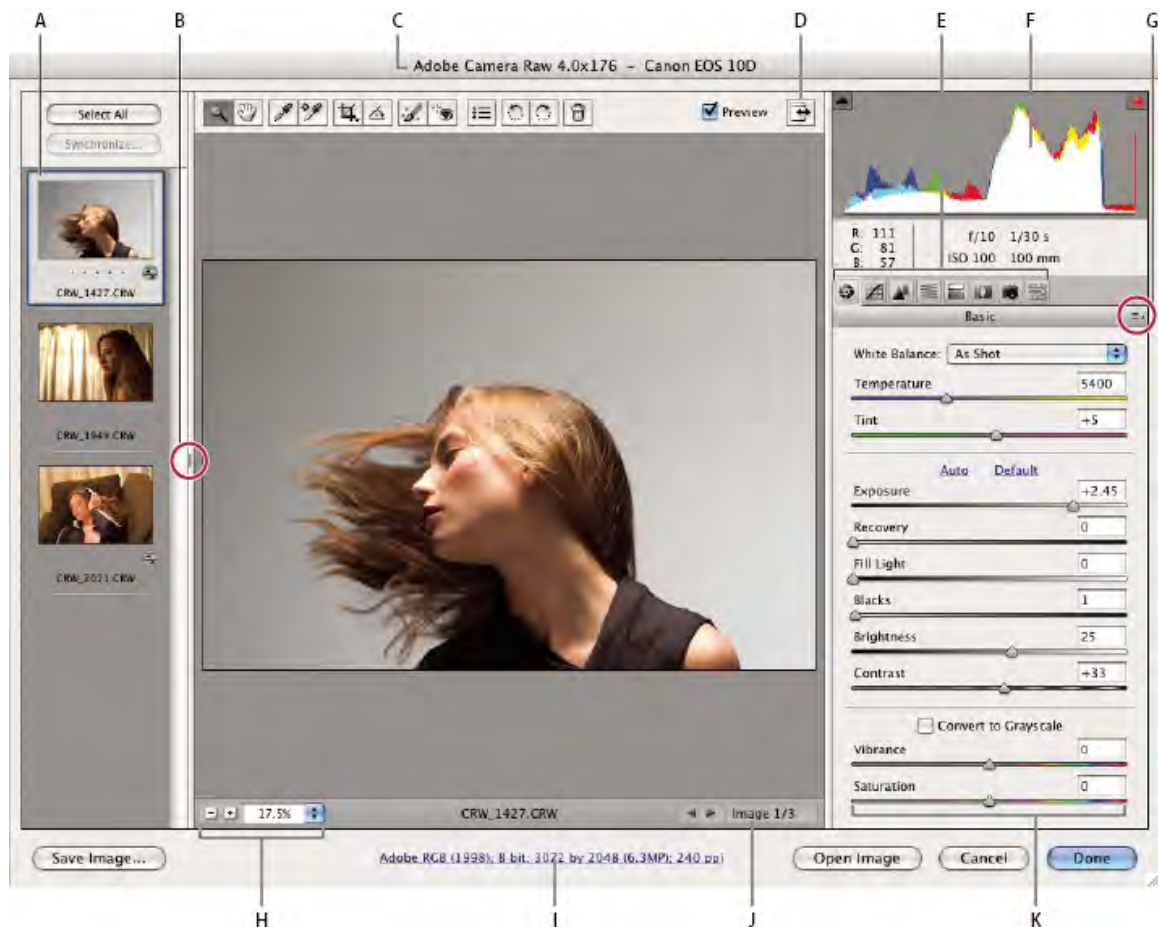 A B C D E F G
Adobe Camera Raw 4.0x176 – Canon EOS 10D
Select All
Synchronize...
Preview
CRW_1427.CRW
CRW_1949.CRW
CRW_2021.CRW
R: 111
G: 81
B: 57
f/10 1/30 s
ISO 100 100 mm
Basic
White Balance: As Shot
Temperature 5400
Tint +5
Auto Default
Exposure +2.45
Recovery 0
Fill Light 0
Blacks 1
Brightness 25
Contrast +33
Convert to Grayscale
Vibrance 0
Saturation 0
17.5% CRW_1427.CRW Image 1/3
Save Image... Adobe RGB (1998); 8 bit; 3072 by 2048 (6.3MP); 240 ppi Open Image Cancel Done
H I J K